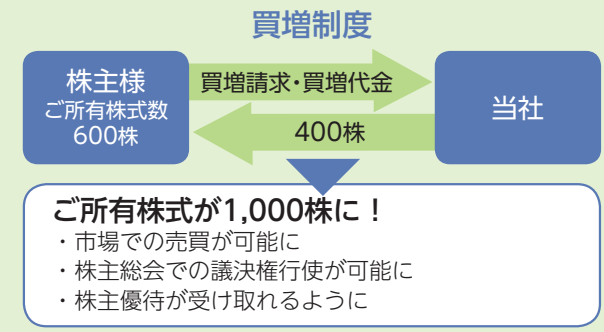 買増制度
株主様
ご所有株式数
600株
買増請求・買増代金
400株
当社
ご所有株式が1,000株に！
・市場での売買が可能に
・株主総会での議決権行使が可能に
・株主優待が受け取れるように